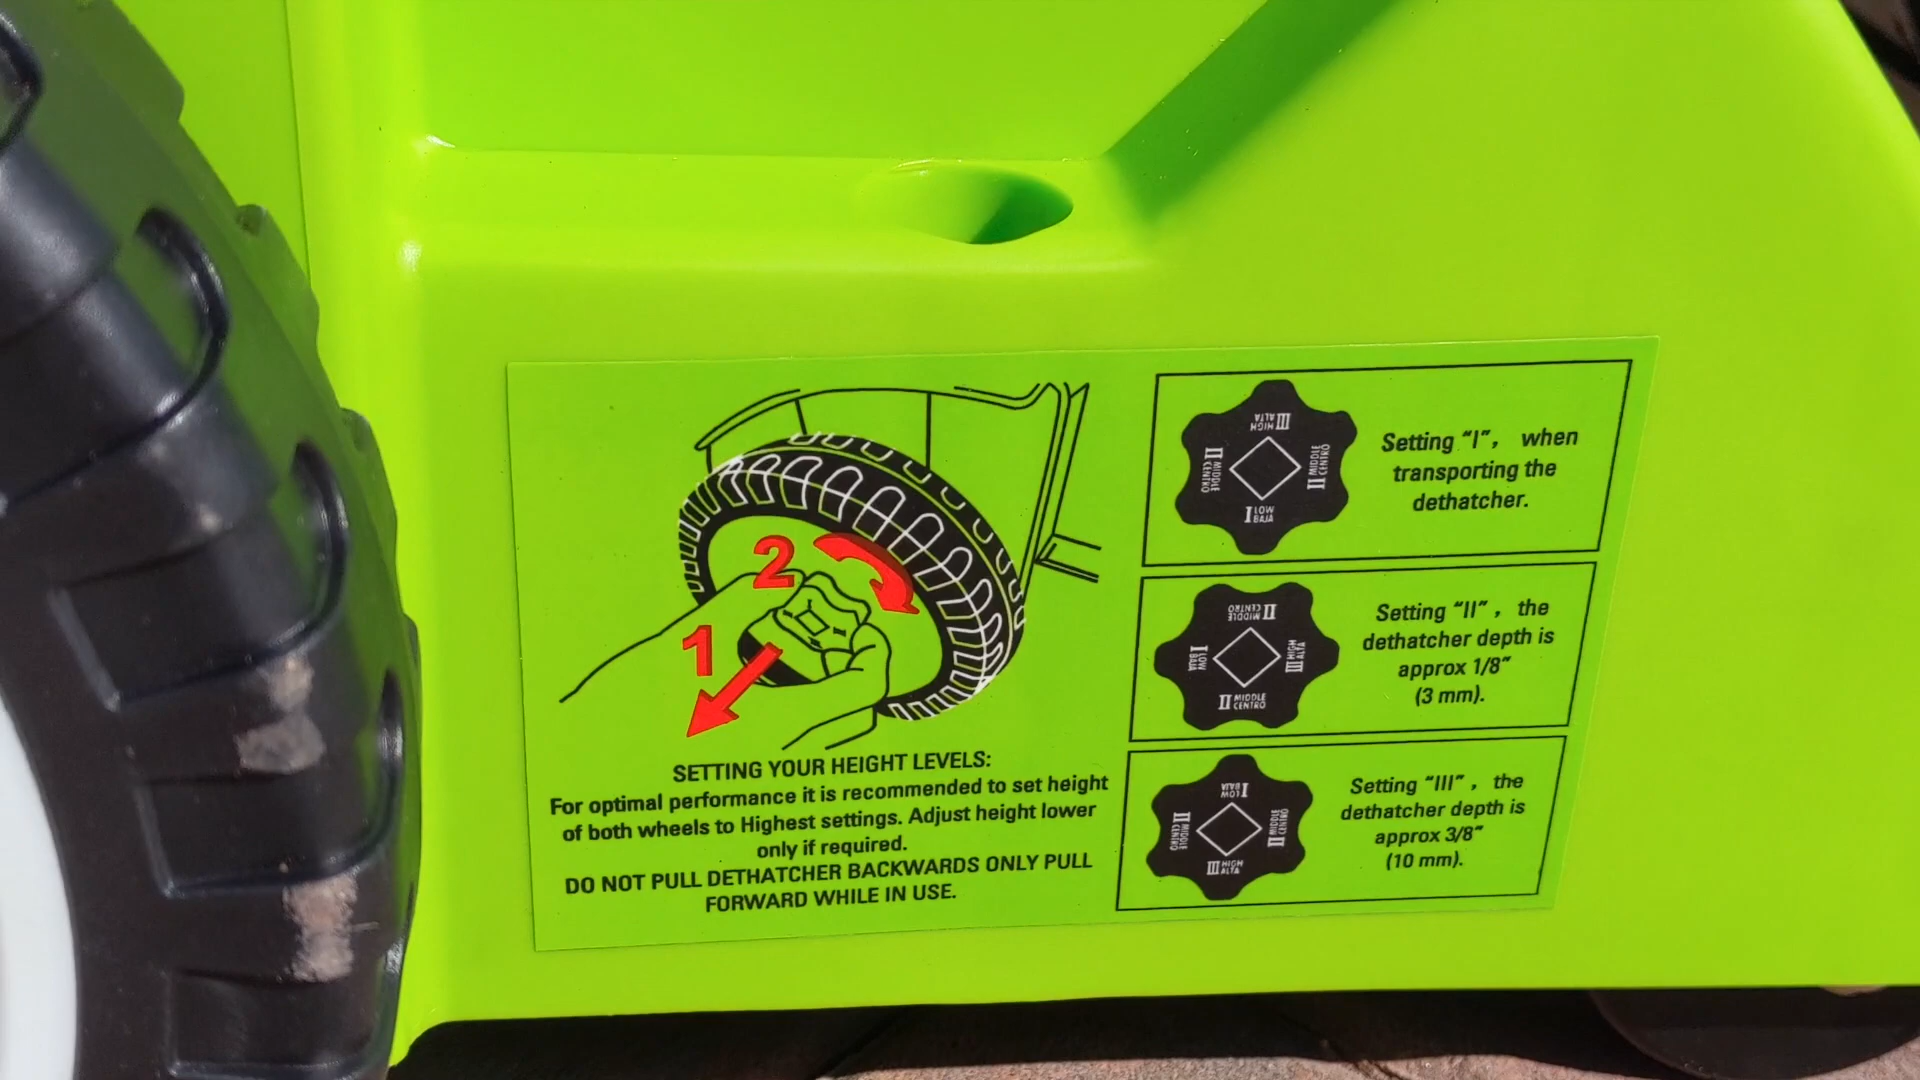 2
1
SETTING YOUR HEIGHT LEVELS:
For optimal performance it is recommended to set height
of both wheels to Highest settings. Adjust height lower
only if required.
DO NOT PULL DETHATCHER BACKWARDS ONLY PULL
FORWARD WHILE IN USE.
III HIGH ALTA
II MIDDLE CENTRO
II MIDDLE CENTRO
I LOW BAJA
Setting "I", when
transporting the
dethatcher.
II MIDDLE CENTRO
I LOW BAJA
III HIGH ALTA
II MIDDLE CENTRO
Setting "II", the
dethatcher depth is
approx 1/8"
(3 mm).
I LOW BAJA
II MIDDLE CENTRO
II MIDDLE CENTRO
III HIGH ALTA
Setting "III", the
dethatcher depth is
approx 3/8"
(10 mm).